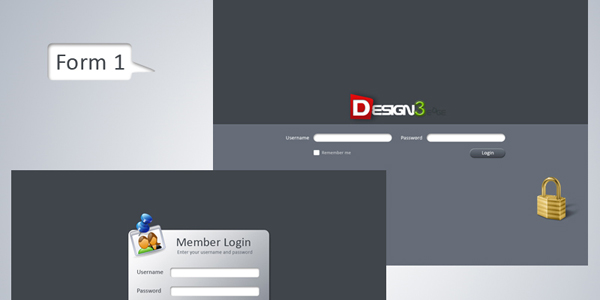 Form 1
DESIGN3
Username
Password
Remember me
Login
Member Login
Enter your username and password
Username
Password